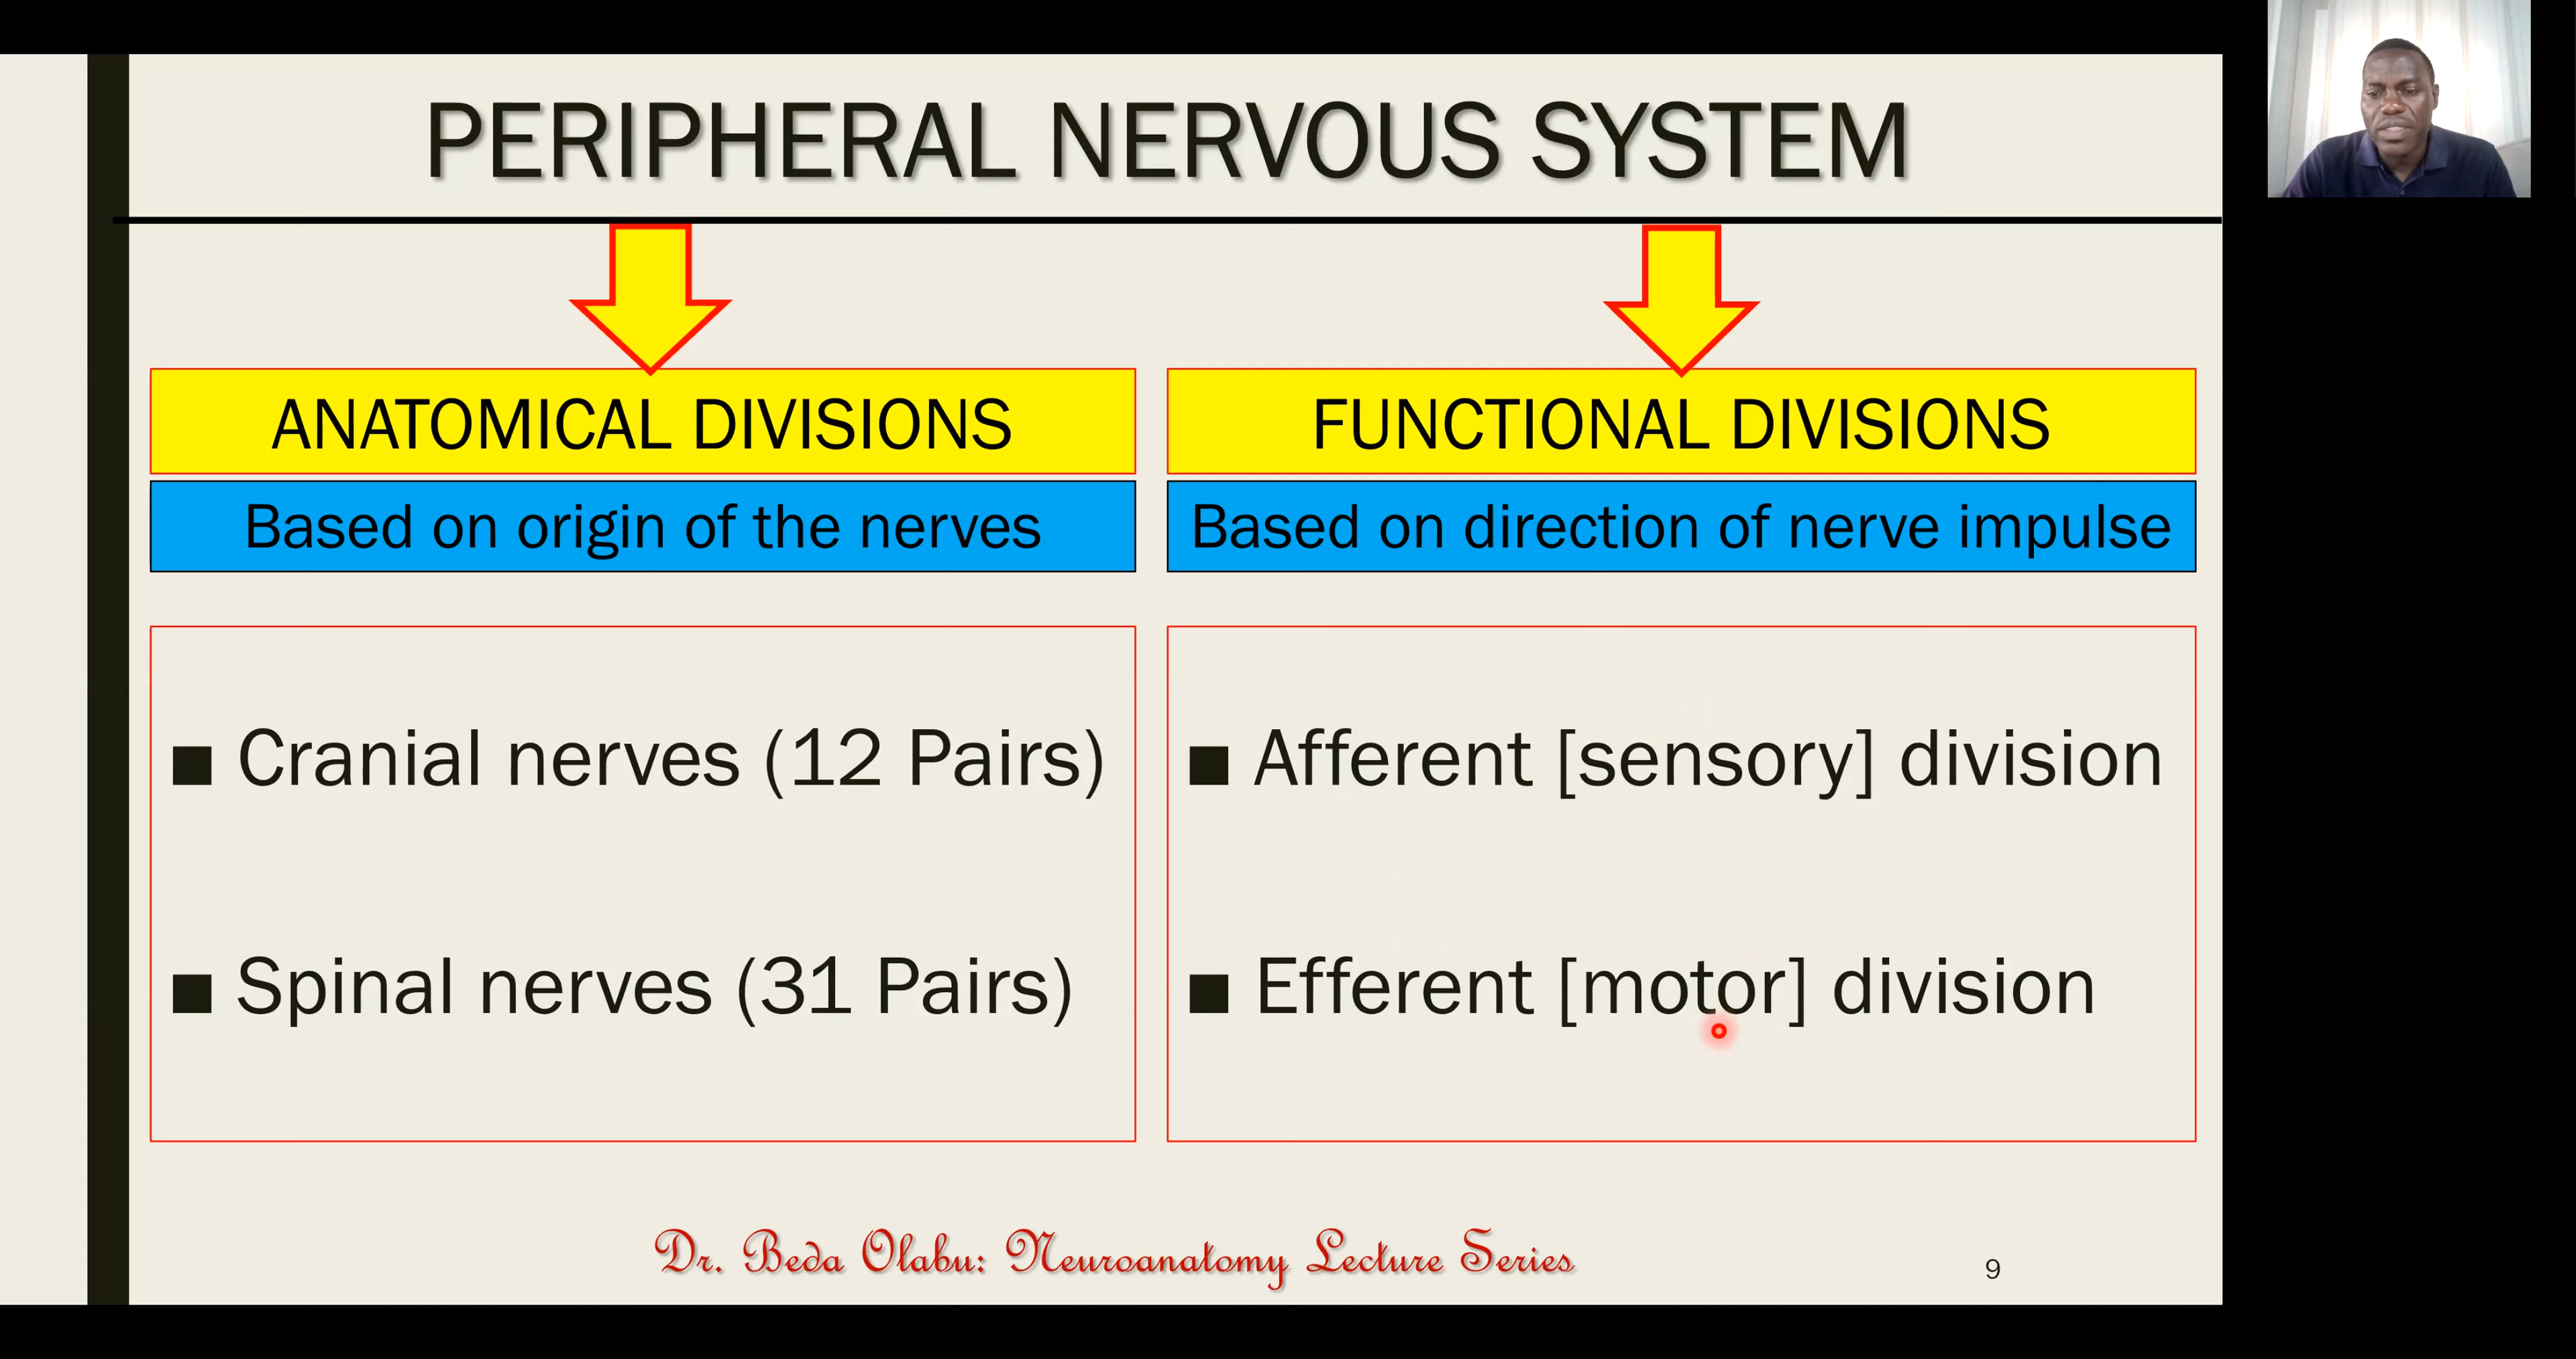 PERIPHERAL NERVOUS SYSTEM
ANATOMICAL DIVISIONS
Based on origin of the nerves
■ Cranial nerves (12 Pairs)
■ Spinal nerves (31 Pairs)
FUNCTIONAL DIVISIONS
Based on direction of nerve impulse
■ Afferent [sensory] division
■ Efferent [motor] division
Dr. Beda Olabu: Neuroanatomy Lecture Series
9